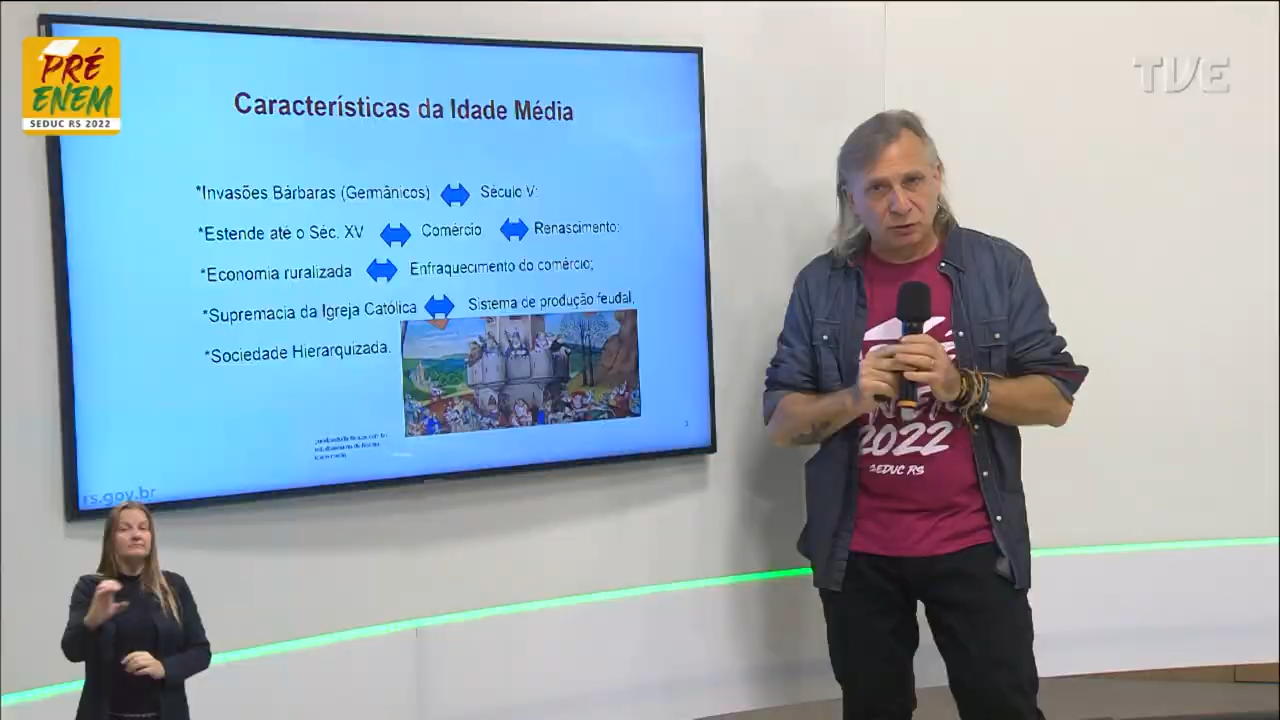 PRÉ
ENEM
SEDUC RS 2022
TVE
Características da Idade Média
*Invasões Bárbaras (Germânicos) Século V:
*Estende até o Séc. XV Comércio Renascimento:
*Economia ruralizada Enfraquecimento do comércio;
*Supremacia da Igreja Católica Sistema de produção feudal,
*Sociedade Hierarquizada.
rs.gov.br
2022
SEDUC RS